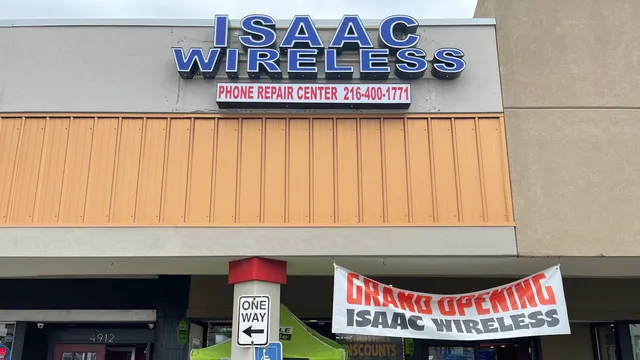 ISAAC
WIRELESS
PHONE REPAIR CENTER 216-400-1771
GRAND OPENING
ISAAC WIRELESS
ONE
WAY
4912
DISCOUNTS